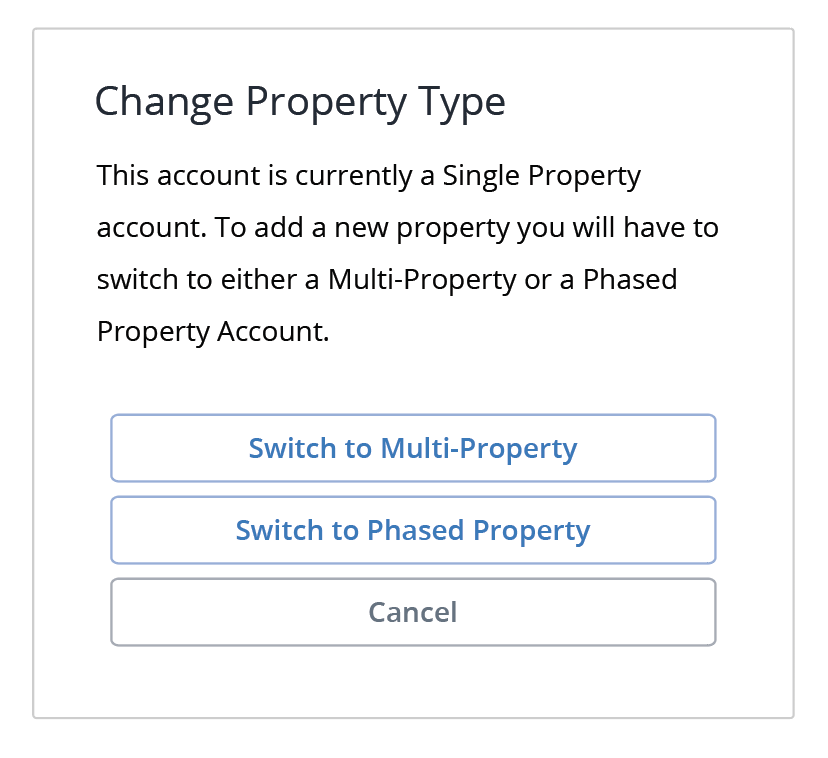 Change Property Type
This account is currently a Single Property
account. To add a new property you will have to
switch to either a Multi-Property or a Phased
Property Account.
Switch to Multi-Property
Switch to Phased Property
Cancel